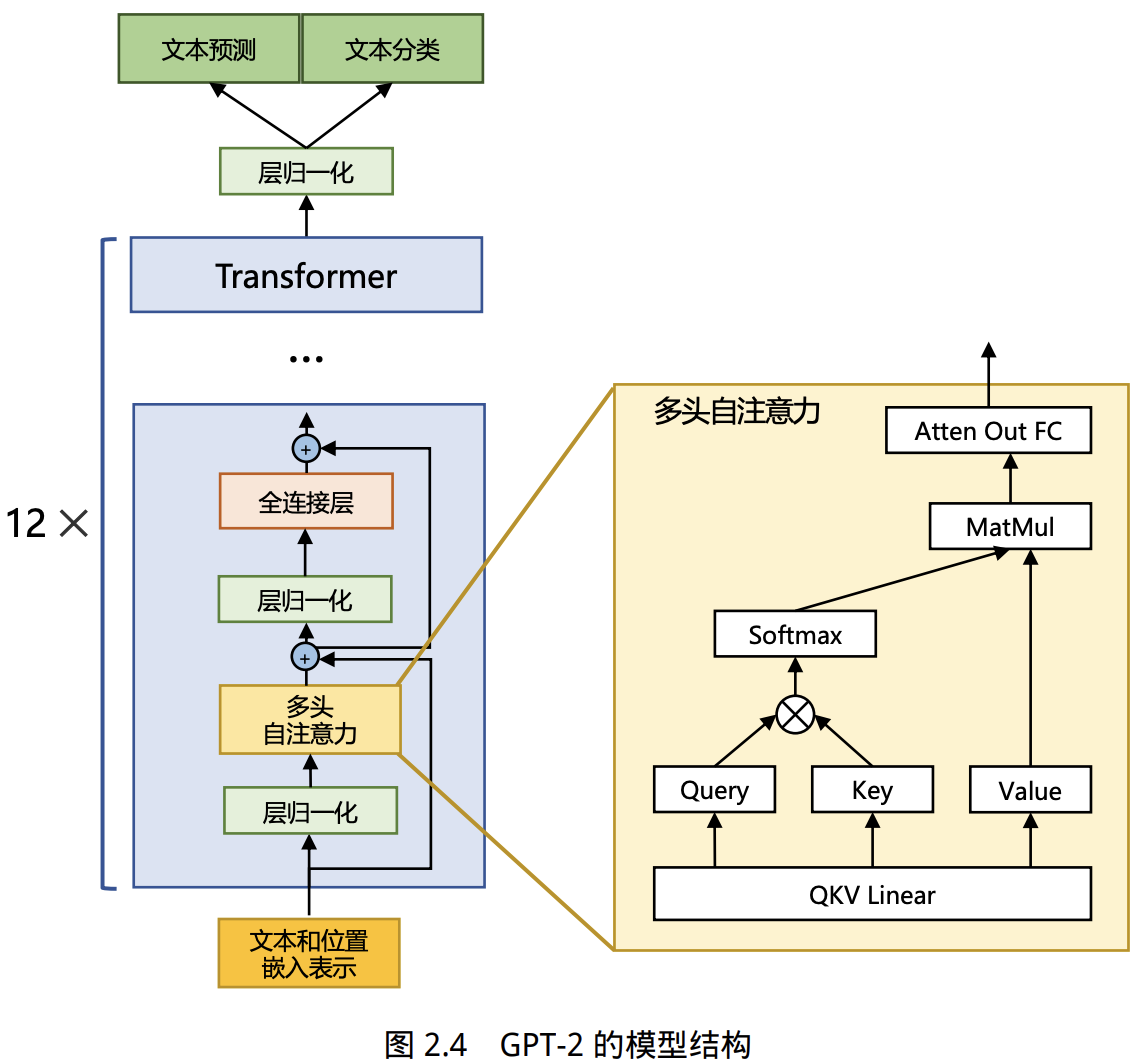 文本预测
文本分类
层归一化
Transformer
...
12 ×
+
全连接层
层归一化
+
多头
自注意力
层归一化
文本和位置
嵌入表示
多头自注意力
Atten Out FC
MatMul
Softmax
Query
Key
Value
QKV Linear
图 2.4 GPT-2 的模型结构